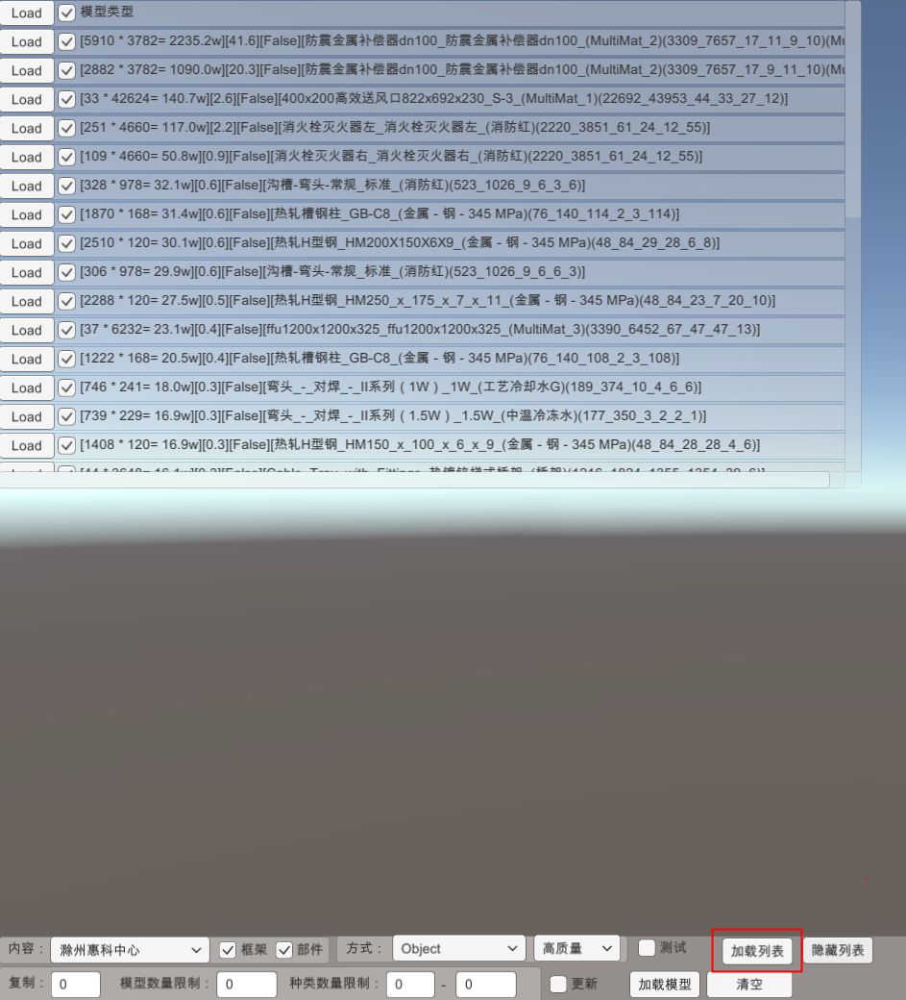 Load 模型类型
Load [5910 * 3782= 2235.2w][41.6][False][防震金属补偿器dn100_防震金属补偿器dn100_(MultiMat_2)(3309_7657_17_11_9_10)(Mu
Load [2882 * 3782= 1090.0w][20.3][False][防震金属补偿器dn100_防震金属补偿器dn100_(MultiMat_2)(3309_7657_17_9_11_10)(Mu
Load [33 * 42624= 140.7w][2.6][False][400x200高效送风口822x692x230_S-3_(MultiMat_1)(22692_43953_44_33_27_12)]
Load [251 * 4660= 117.0w][2.2][False][消火栓灭火器左_消火栓灭火器左_(消防红)(2220_3851_61_24_12_55)]
Load [109 * 4660= 50.8w][0.9][False][消火栓灭火器右_消火栓灭火器右_(消防红)(2220_3851_61_24_12_55)]
Load [328 * 978= 32.1w][0.6][False][沟槽-弯头-常规_标准_(消防红)(523_1026_9_6_3_6)]
Load [1870 * 168= 31.4w][0.6][False][热轧槽钢柱_GB-C8_(金属 - 钢 - 345 MPa)(76_140_114_2_3_114)]
Load [2510 * 120= 30.1w][0.6][False][热轧H型钢_HM200X150X6X9_(金属 - 钢 - 345 MPa)(48_84_29_28_6_8)]
Load [306 * 978= 29.9w][0.6][False][沟槽-弯头-常规_标准_(消防红)(523_1026_9_6_6_3)]
Load [2288 * 120= 27.5w][0.5][False][热轧H型钢_HM250_x_175_x_7_x_11_(金属 - 钢 - 345 MPa)(48_84_23_7_20_10)]
Load [37 * 6232= 23.1w][0.4][False][ffu1200x1200x325_ffu1200x1200x325_(MultiMat_3)(3390_6452_67_47_47_13)]
Load [1222 * 168= 20.5w][0.4][False][热轧槽钢柱_GB-C8_(金属 - 钢 - 345 MPa)(76_140_108_2_3_108)]
Load [746 * 241= 18.0w][0.3][False][弯头_-_对焊_-_II系列（1W）_1W_(工艺冷却水G)(189_374_10_4_6_6)]
Load [739 * 229= 16.9w][0.3][False][弯头_-_对焊_-_II系列（1.5W）_1.5W_(中温冷冻水)(177_350_3_2_2_1)]
Load [1408 * 120= 16.9w][0.3][False][热轧H型钢_HM150_x_100_x_6_x_9_(金属 - 钢 - 345 MPa)(48_84_28_28_4_6)]
内容： 滁州惠科中心 框架 部件 方式： Object 高质量 测试 加载列表 隐藏列表
复制： 0 模型数量限制： 0 种类数量限制： 0 - 0 更新 加载模型 清空